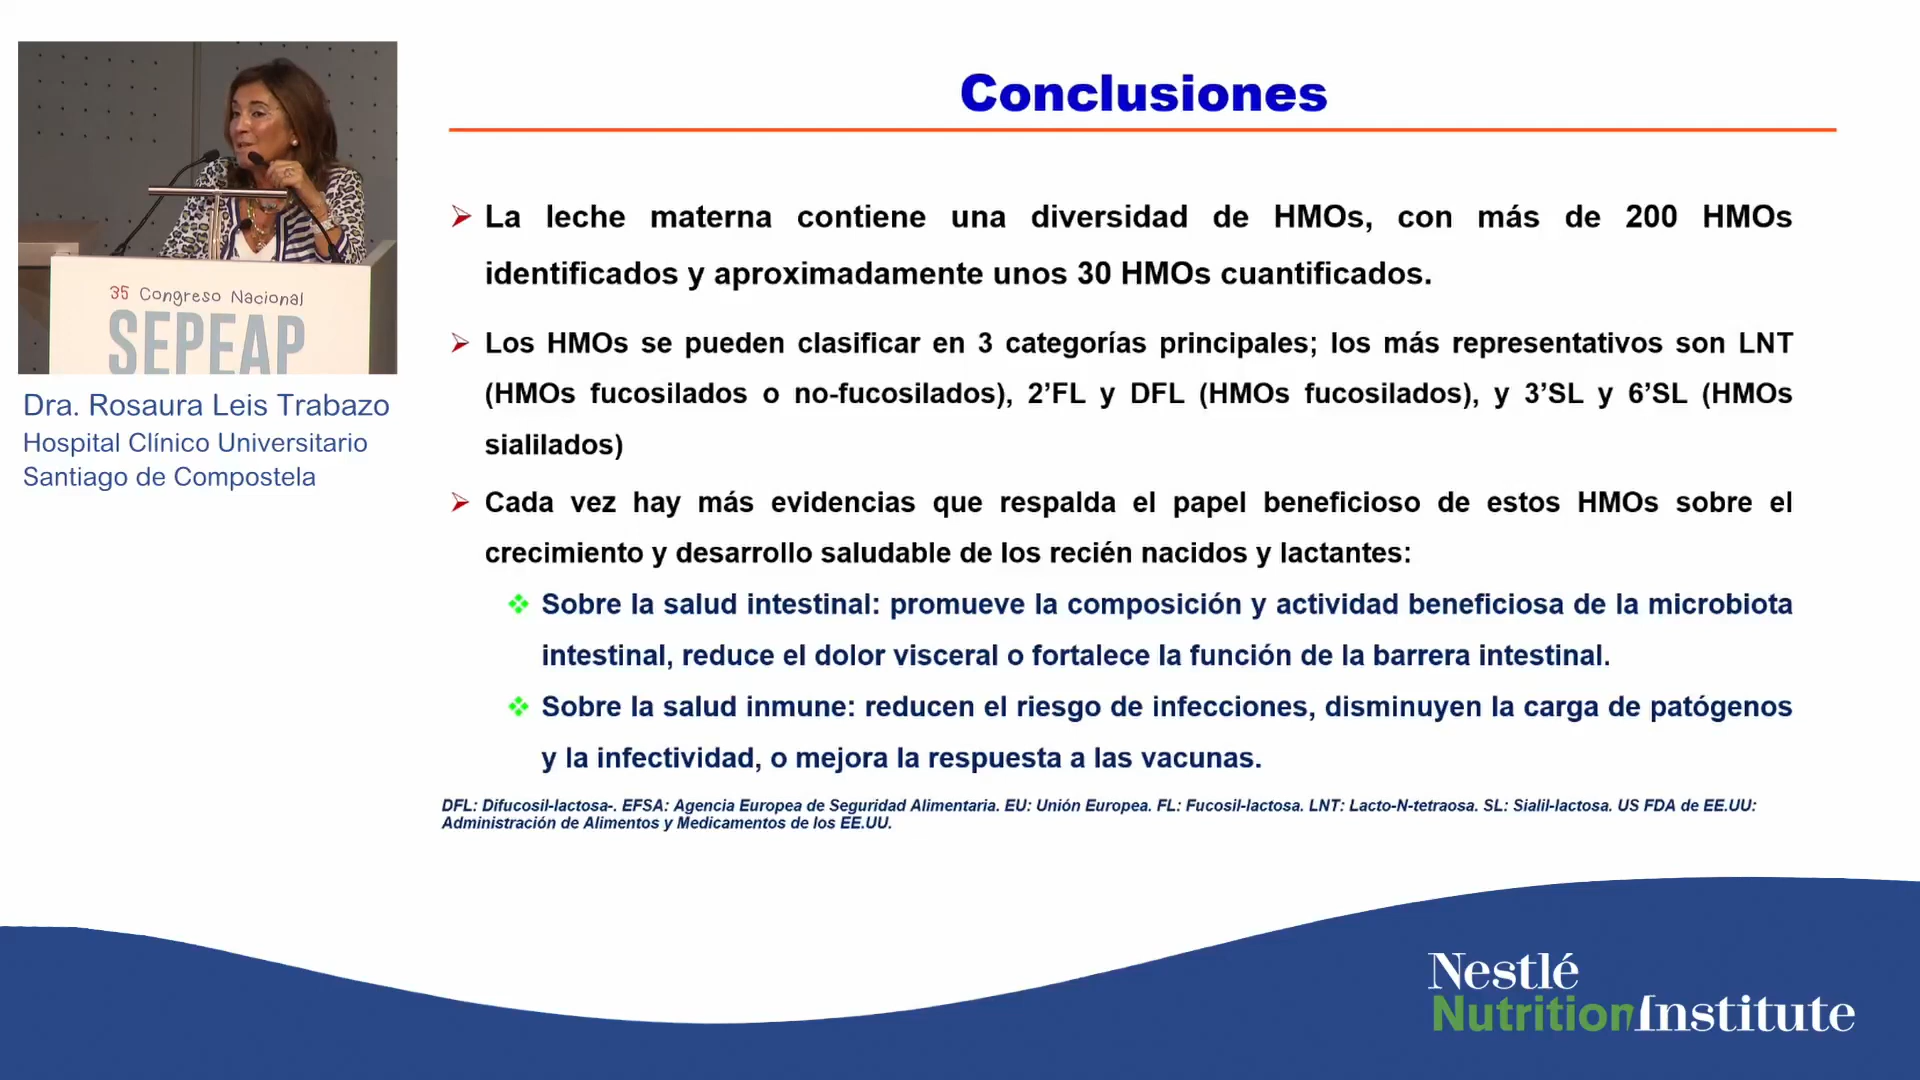 35 Congreso Nacional
SEPEAP
Dra. Rosaura Leis Trabazo
Hospital Clínico Universitario
Santiago de Compostela
Conclusiones
La leche materna contiene una diversidad de HMOs, con más de 200 HMOs
identificados y aproximadamente unos 30 HMOs cuantificados.
Los HMOs se pueden clasificar en 3 categorías principales; los más representativos son LNT
(HMOs fucosilados o no-fucosilados), 2’FL y DFL (HMOs fucosilados), y 3’SL y 6’SL (HMOs
sialilados)
Cada vez hay más evidencias que respalda el papel beneficioso de estos HMOs sobre el
crecimiento y desarrollo saludable de los recién nacidos y lactantes:
Sobre la salud intestinal: promueve la composición y actividad beneficiosa de la microbiota
intestinal, reduce el dolor visceral o fortalece la función de la barrera intestinal.
Sobre la salud inmune: reducen el riesgo de infecciones, disminuyen la carga de patógenos
y la infectividad, o mejora la respuesta a las vacunas.
DFL: Difucosil-lactosa-. EFSA: Agencia Europea de Seguridad Alimentaria. EU: Unión Europea. FL: Fucosil-lactosa. LNT: Lacto-N-tetraosa. SL: Sialil-lactosa. US FDA de EE.UU:
Administración de Alimentos y Medicamentos de los EE.UU.
Nestlé
NutritionInstitute